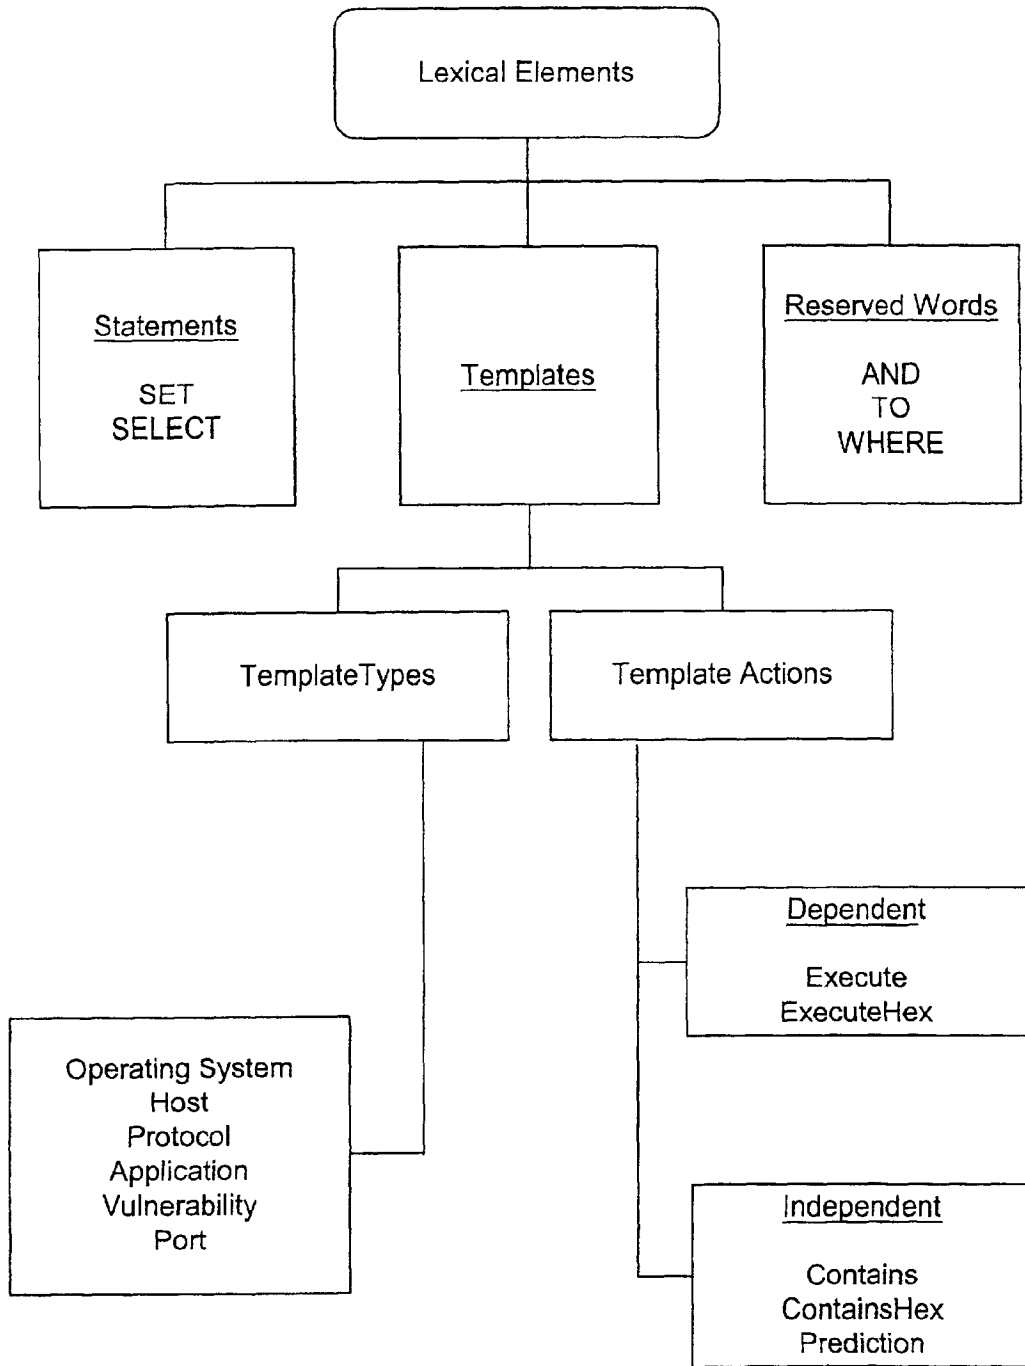 Lexical Elements
Statements
SET
SELECT
Templates
Reserved Words
AND
TO
WHERE
TemplateTypes
Template Actions
Dependent
Execute
ExecuteHex
Operating System
Host
Protocol
Application
Vulnerability
Port
Independent
Contains
ContainsHex
Prediction